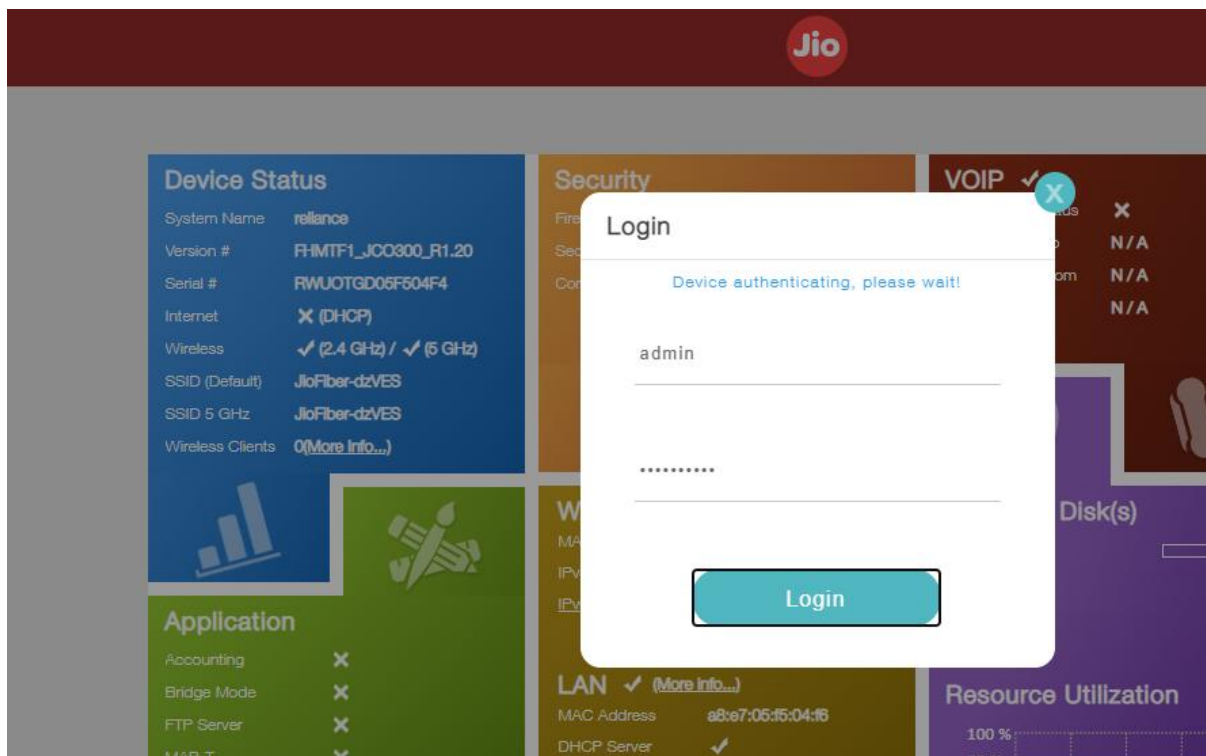 Jio
Device Status
System Name reliance
Version # FHMTF1_JCO300_R1.20
Serial # RWUOTGD05F504F4
Internet (DHCP)
Wireless (2.4 GHz) / (5 GHz)
SSID (Default) JioFiber-dzVES
SSID 5 GHz JioFiber-dzVES
Wireless Clients 0(More Info...)
Application
Accounting
Bridge Mode
FTP Server
MAP-T
Security
Login
X
Device authenticating, please wait!
admin
••••••••••
Login
LAN (More Info...)
MAC Address a8:e7:05:f5:04:f6
DHCP Server
VOIP
N/A
N/A
N/A
Disk(s)
Resource Utilization
100 %